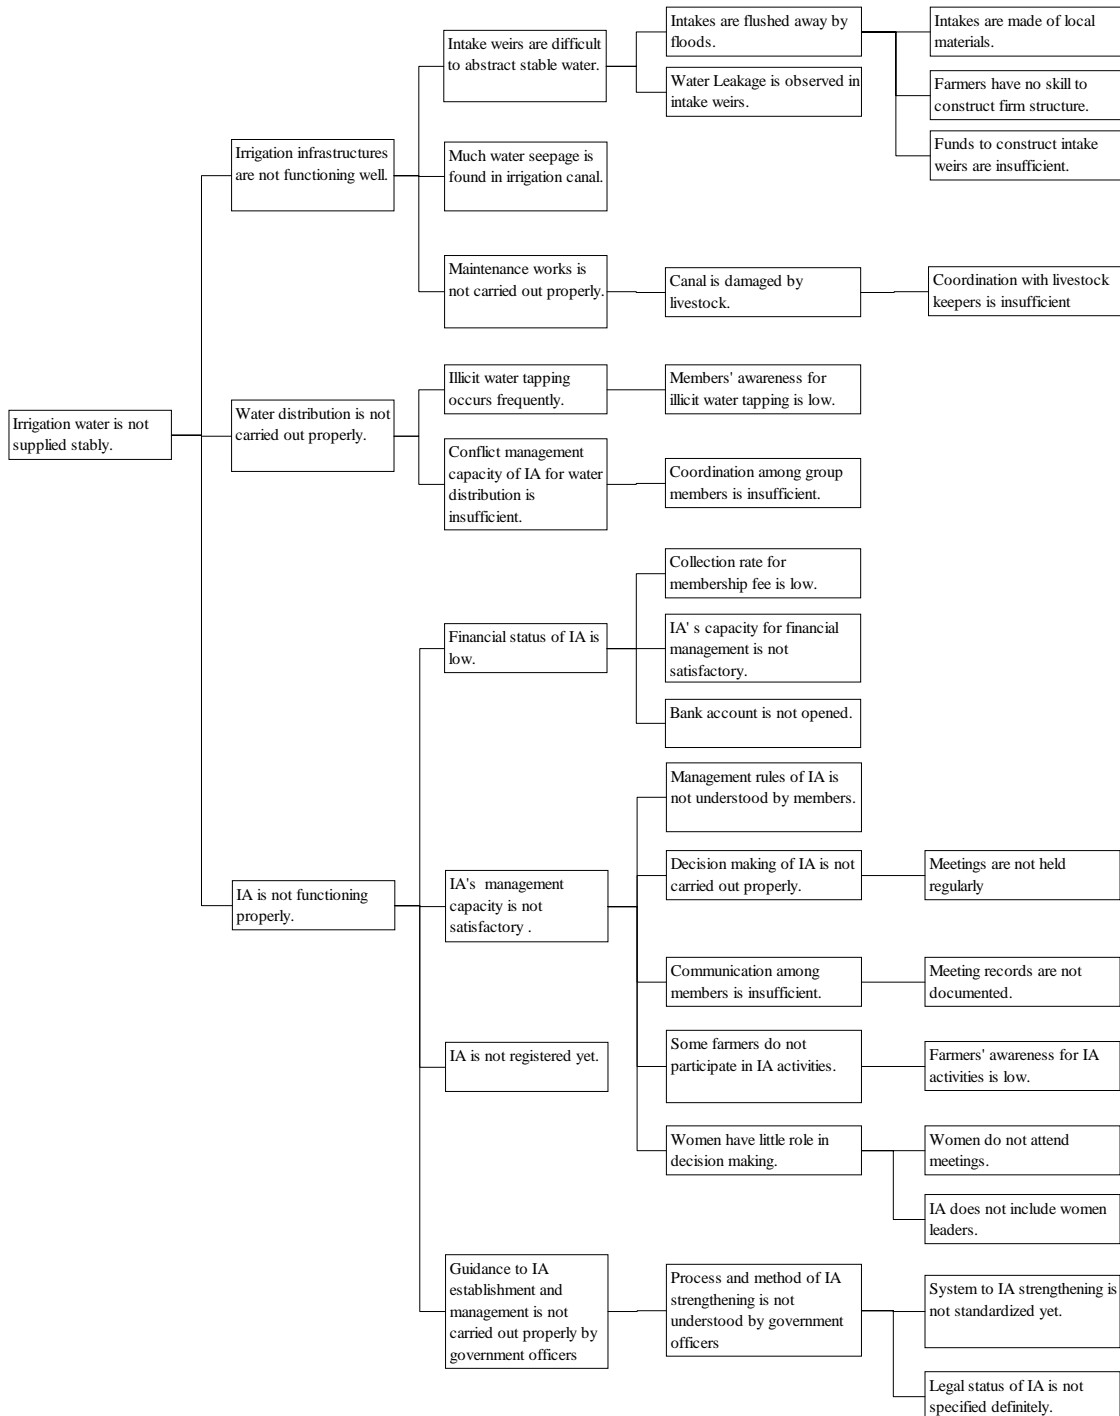 Intake weirs are difficult
to abstract stable water.
Intakes are flushed away by
floods.
Intakes are made of local
materials.
Farmers have no skill to
construct firm structure.
Water Leakage is observed in
intake weirs.
Funds to construct intake
weirs are insufficient.
Irrigation infrastructures
are not functioning well.
Much water seepage is
found in irrigation canal.
Maintenance works is
not carried out properly.
Canal is damaged by
livestock.
Coordination with livestock
keepers is insufficient
Irrigation water is not
supplied stably.
Water distribution is not
carried out properly.
Illicit water tapping
occurs frequently.
Members' awareness for
illicit water tapping is low.
Conflict management
capacity of IA for water
distribution is
insufficient.
Coordination among group
members is insufficient.
Financial status of IA is
low.
Collection rate for
membership fee is low.
IA' s capacity for financial
management is not
satisfactory.
Bank account is not opened.
IA is not functioning
properly.
IA's  management
capacity is not
satisfactory .
Management rules of IA is
not understood by members.
Decision making of IA is not
carried out properly.
Meetings are not held
regularly
Communication among
members is insufficient.
Meeting records are not
documented.
IA is not registered yet.
Some farmers do not
participate in IA activities.
Farmers' awareness for IA
activities is low.
Women have little role in
decision making.
Women do not attend
meetings.
IA does not include women
leaders.
Guidance to IA
establishment and
management is not
carried out properly by
government officers
Process and method of IA
strengthening is not
understood by government
officers
System to IA strengthening is
not standardized yet.
Legal status of IA is not
specified definitely.